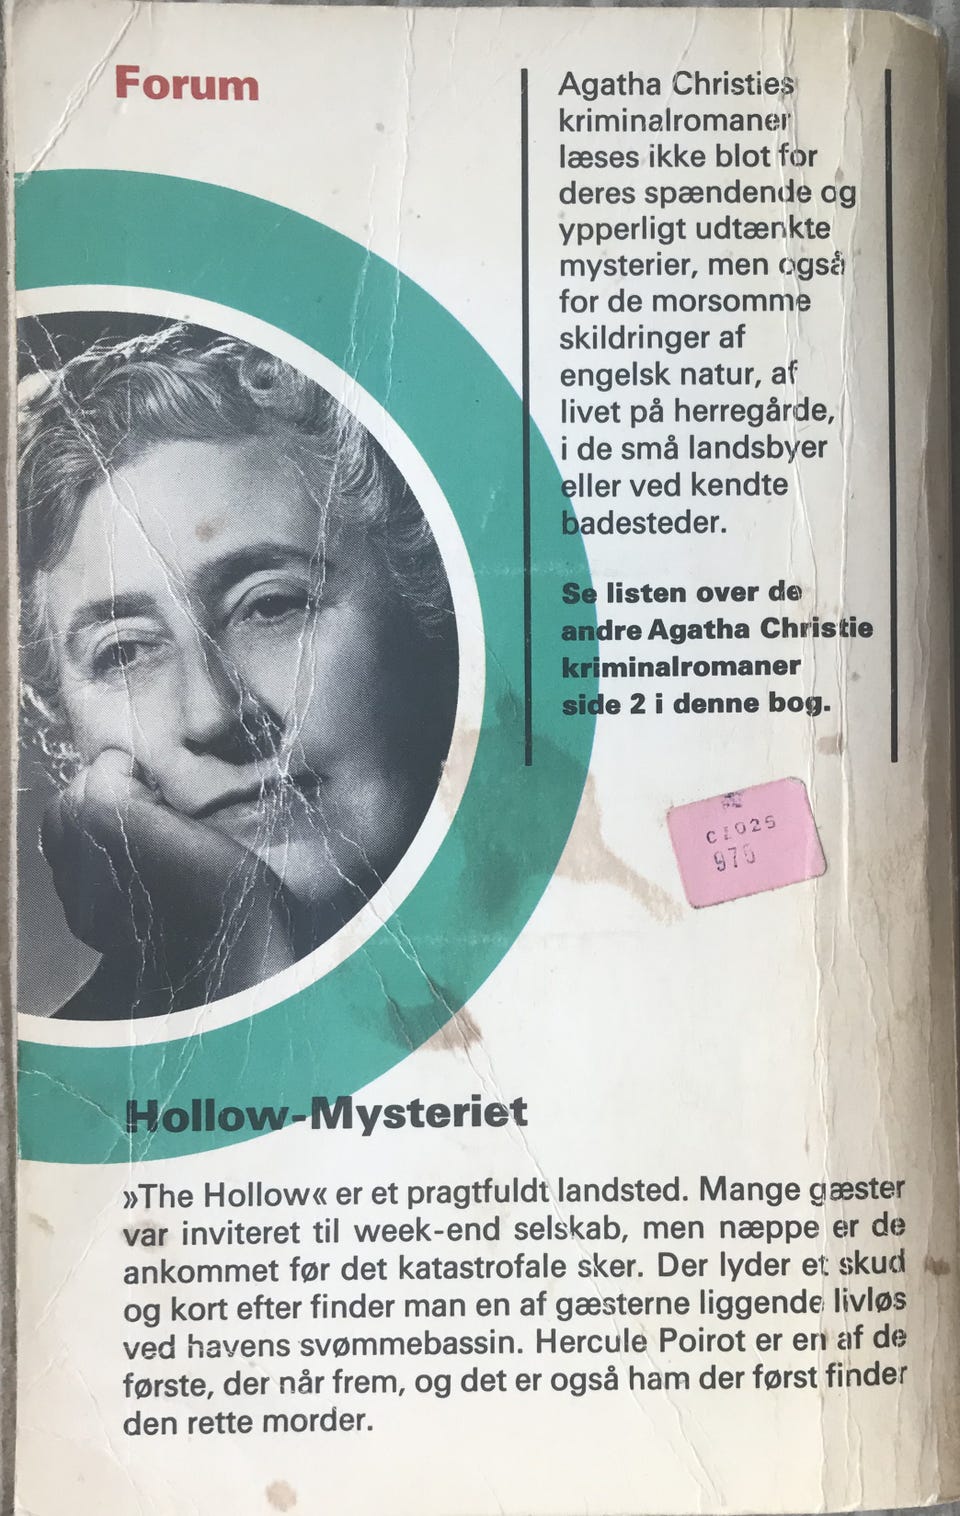 Forum
Agatha Christies
kriminalromaner
læses ikke blot for
deres spændende og
ypperligt udtænkte
mysterier, men også
for de morsomme
skildringer af
engelsk natur, af
livet på herregårde,
i de små landsbyer
eller ved kendte
badesteder.
Se listen over de
andre Agatha Christie
kriminalromaner
side 2 i denne bog.
Hollow-Mysteriet
»The Hollow« er et pragtfuldt landsted. Mange gæster
var inviteret til week-end selskab, men næppe er de
ankommet før det katastrofale sker. Der lyder et skud
og kort efter finder man en af gæsterne liggende livløs
ved havens svømmebassin. Hercule Poirot er en af de
første, der når frem, og det er også ham der først finder
den rette morder.